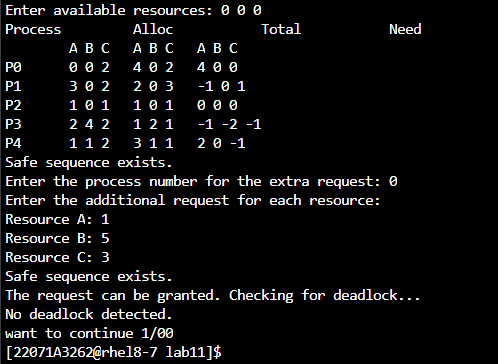 Enter available resources: 0 0 0
Process Alloc Total Need
A B C A B C A B C
P0 0 0 2 4 0 2 4 0 0
P1 3 0 2 2 0 3 -1 0 1
P2 1 0 1 1 0 1 0 0 0
P3 2 4 2 1 2 1 -1 -2 -1
P4 1 1 2 3 1 1 2 0 -1
Safe sequence exists.
Enter the process number for the extra request: 0
Enter the additional request for each resource:
Resource A: 1
Resource B: 5
Resource C: 3
Safe sequence exists.
The request can be granted. Checking for deadlock...
No deadlock detected.
want to continue 1/00
[22071A3262@rhel8-7 lab11]$